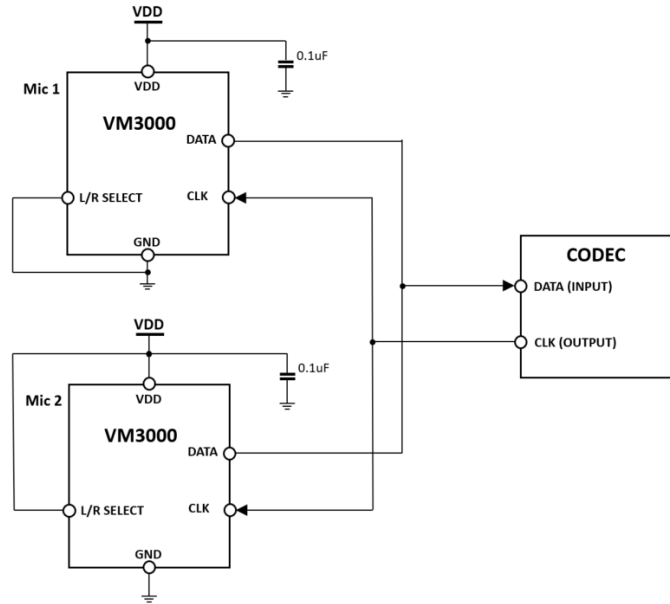 VDD
0.1uF
Mic 1
VDD
VM3000
DATA
L/R SELECT
CLK
GND
CODEC
DATA (INPUT)
CLK (OUTPUT)
VDD
0.1uF
Mic 2
VDD
VM3000
DATA
L/R SELECT
CLK
GND